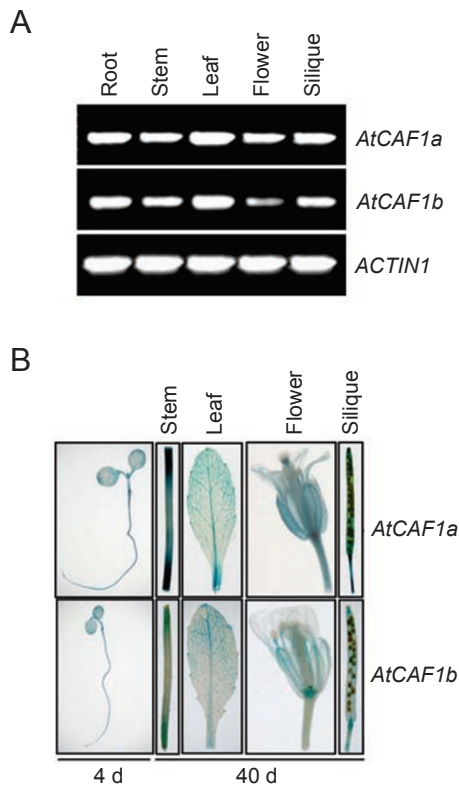 A
Root Stem Leaf Flower Silique
AtCAF1a
AtCAF1b
ACTIN1
B
Stem Leaf Flower Silique
AtCAF1a
AtCAF1b
4 d 40 d